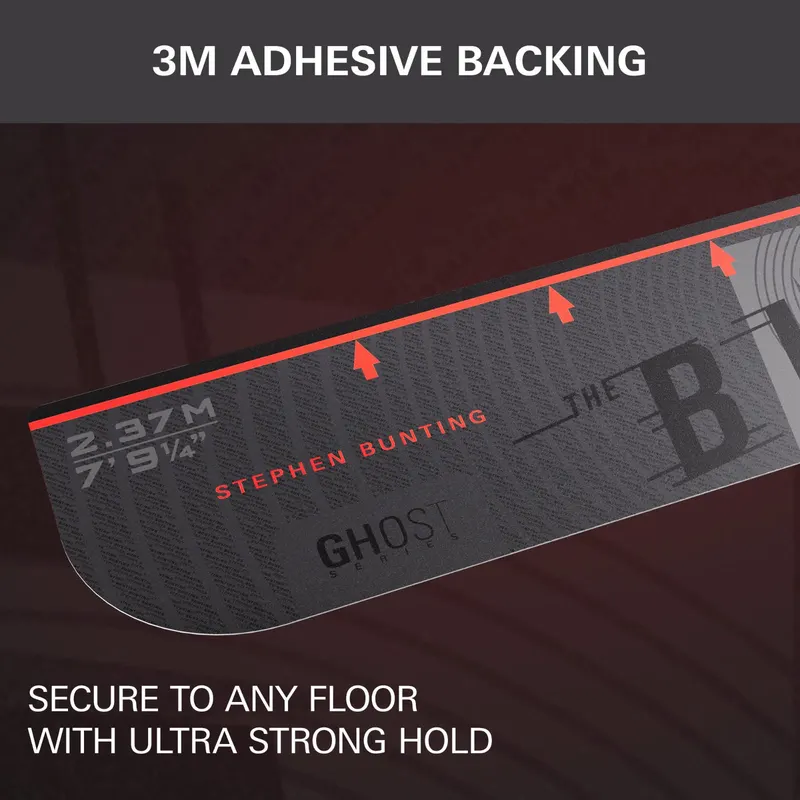 3M ADHESIVE BACKING
2.37M
7' 9¼"
STEPHEN BUNTING
THE B
GHOST
SERIES
SECURE TO ANY FLOOR
WITH ULTRA STRONG HOLD